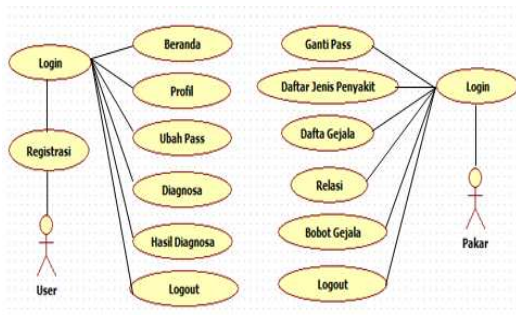 Beranda
Login
Profil
Ubah Pass
Registrasi
Diagnosa
Hasil Diagnosa
User
Logout
Ganti Pass
Daftar Jenis Penyakit
Login
Dafta Gejala
Relasi
Bobot Gejala
Pakar
Logout